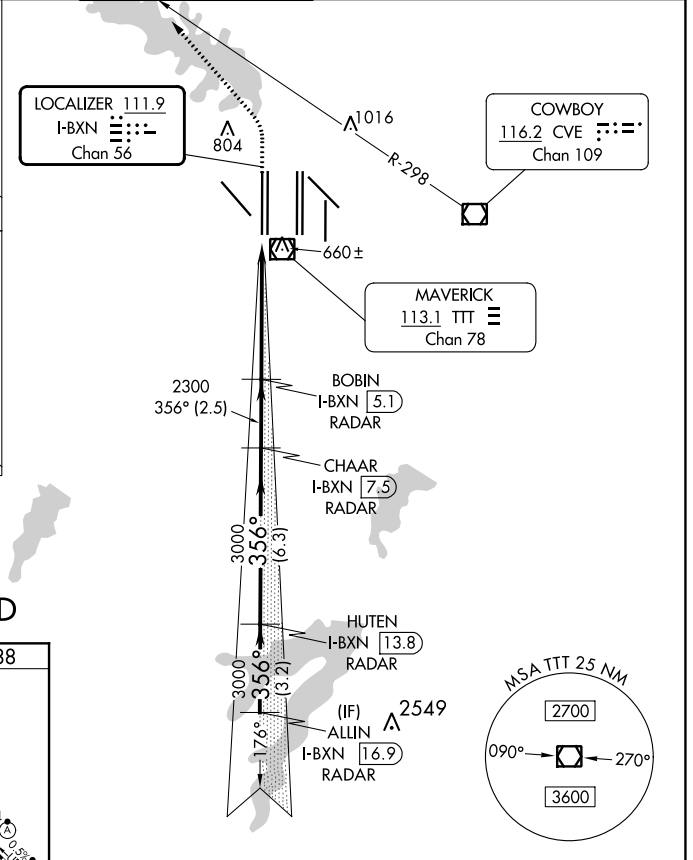 LOCALIZER 111.9
I-BXN
Chan 56
804
1016
R-298
COWBOY
116.2 CVE
Chan 109
660±
MAVERICK
113.1 TTT
Chan 78
2300
356° (2.5)
BOBIN
I-BXN 5.1
RADAR
CHAAR
I-BXN 7.5
RADAR
3000
356°
(6.3)
HUTEN
I-BXN 13.8
RADAR
3000
356°
(3.2)
(IF)
ALLIN
I-BXN 16.9
RADAR
2549
176°
MSA TTT 25 NM
2700
090°
270°
3600
D
38
A
0.5%